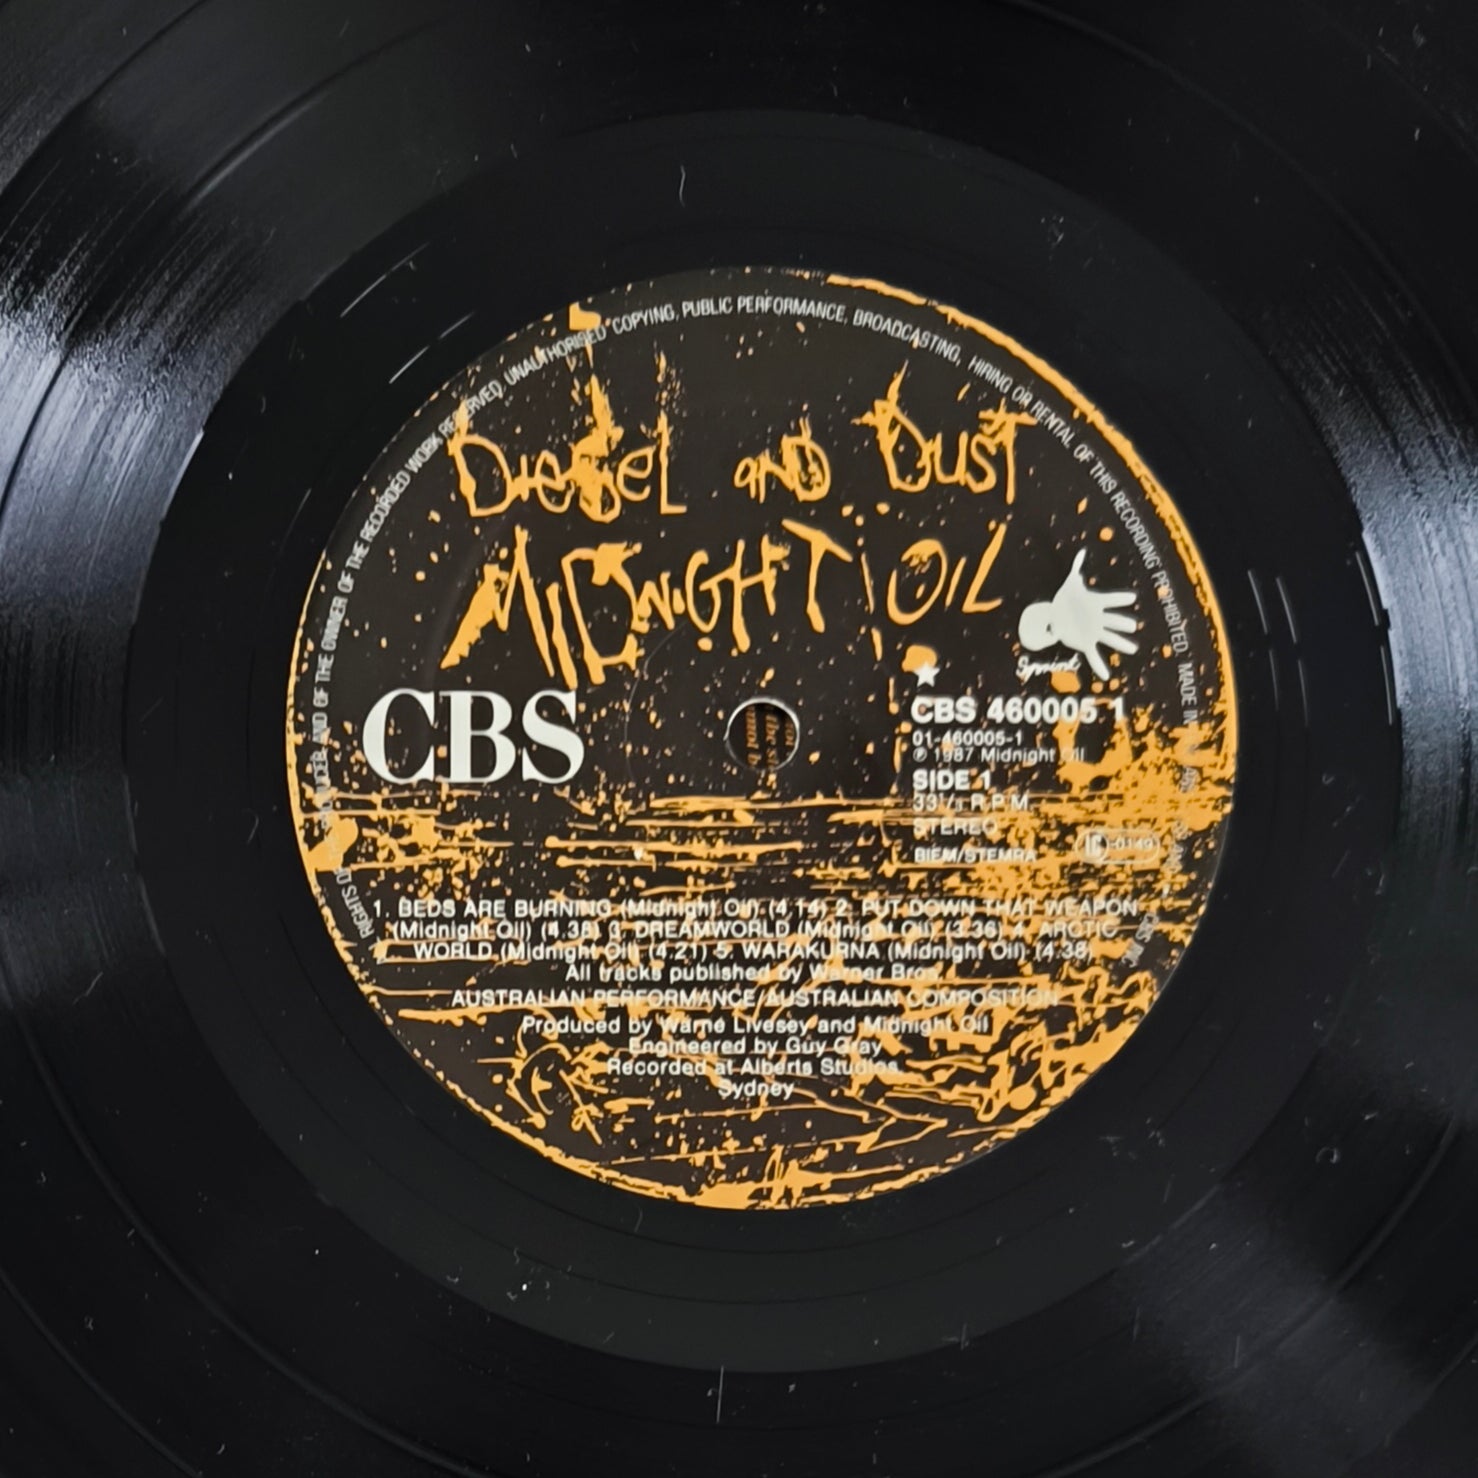 RIGHTS OF THE PRODUCER AND OF THE OWNER OF THE RECORDED WORK RESERVED. UNAUTHORISED COPYING, PUBLIC PERFORMANCE, BROADCASTING, HIRING OR RENTAL OF THIS RECORDING PROHIBITED. MADE IN
Diesel and Dust
Midnight Oil
Sprint
CBS
CBS 460005 1
01-460005-1
℗ 1987 Midnight Oil
SIDE 1
33⅓ R.P.M.
STEREO
BIEM/STEMRA
LC 0149
1. BEDS ARE BURNING (Midnight Oil) (4.14) 2. PUT DOWN THAT WEAPON
(Midnight Oil) (4.38) 3. DREAMWORLD (Midnight Oil) (3.36) 4. ARCTIC
WORLD (Midnight Oil) (4.21) 5. WARAKURNA (Midnight Oil) (4.38)
All tracks published by Warner Bros.
AUSTRALIAN PERFORMANCE/AUSTRALIAN COMPOSITION
Produced by Warne Livesey and Midnight Oil
Engineered by Guy Gray
Recorded at Alberts Studios,
Sydney